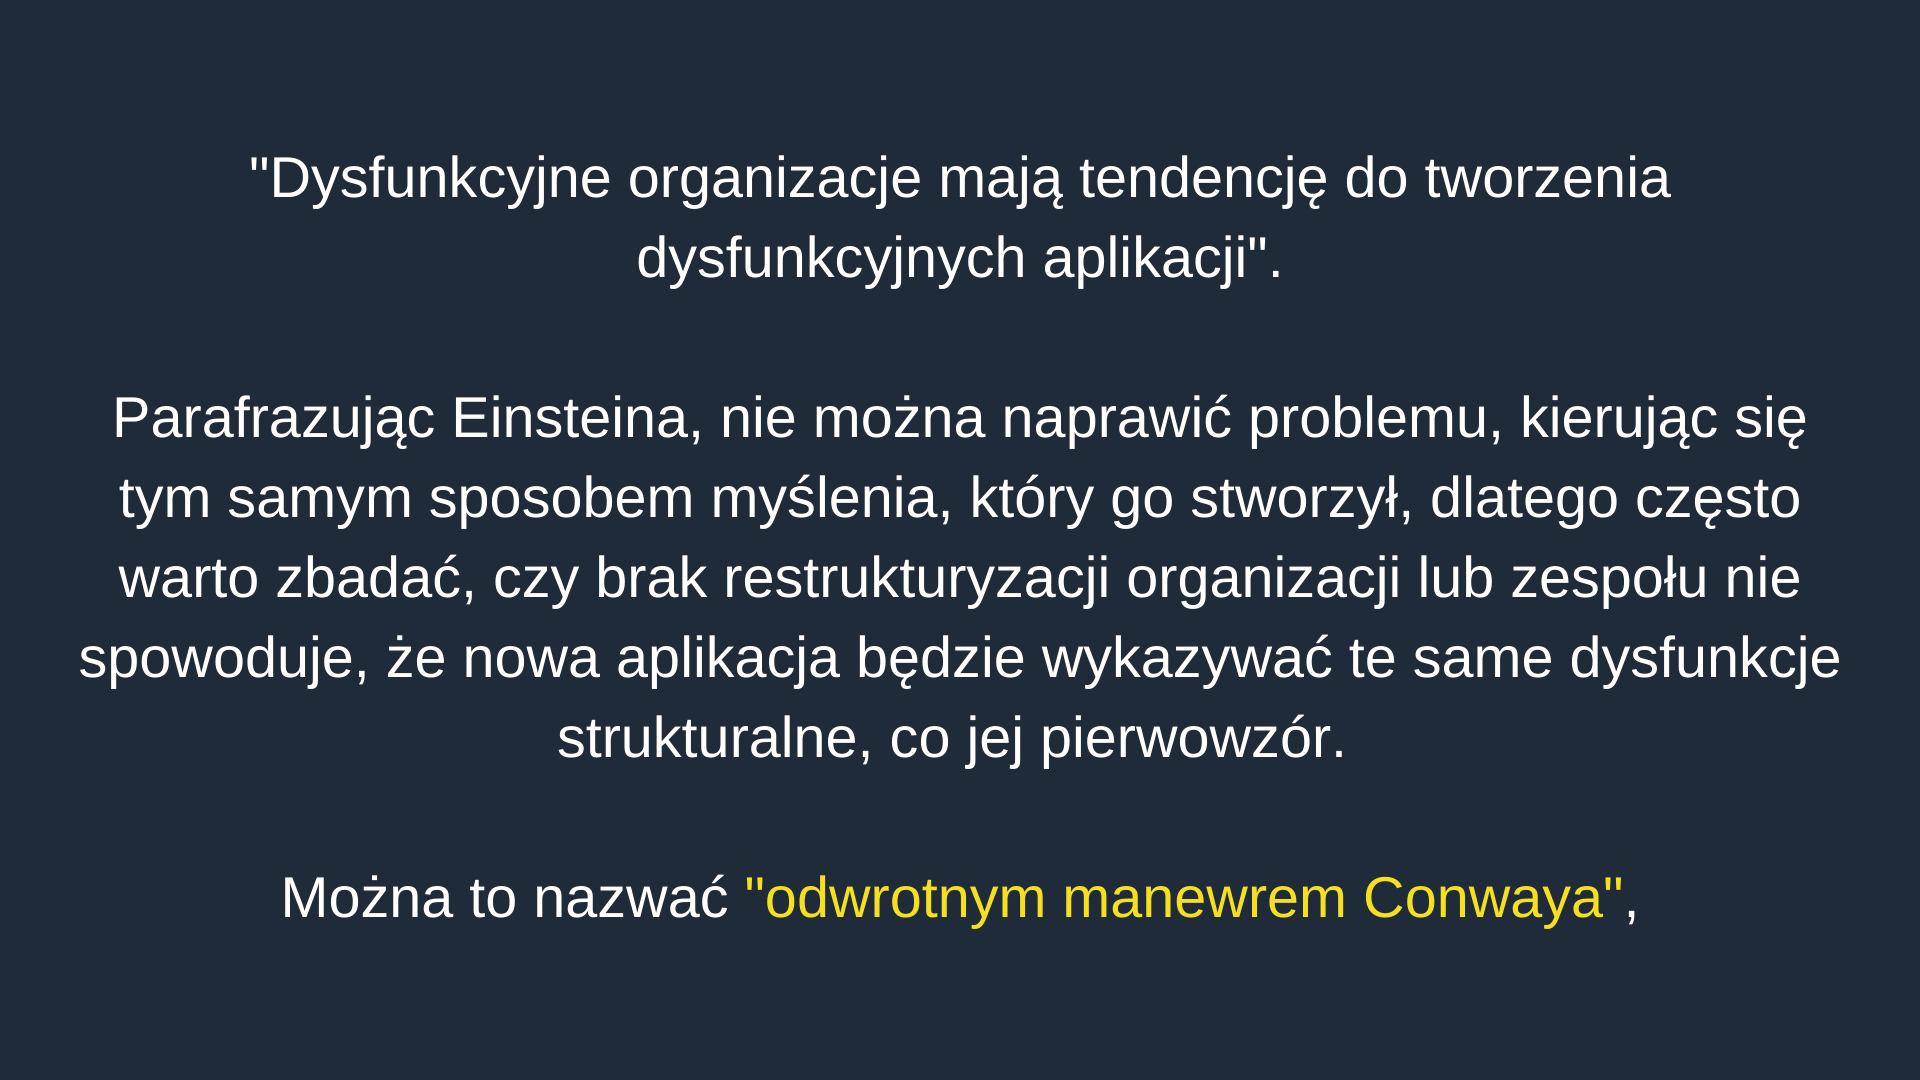 "Dysfunkcyjne organizacje mają tendencję do tworzenia
dysfunkcyjnych aplikacji".
Parafrazując Einsteina, nie można naprawić problemu, kierując się
tym samym sposobem myślenia, który go stworzył, dlatego często
warto zbadać, czy brak restrukturyzacji organizacji lub zespołu nie
spowoduje, że nowa aplikacja będzie wykazywać te same dysfunkcje
strukturalne, co jej pierwowzór.
Można to nazwać "odwrotnym manewrem Conwaya",